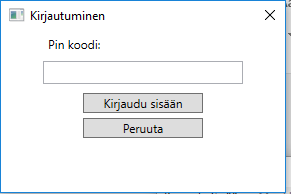 Kirjautuminen
Pin koodi:
Kirjaudu sisään
Peruuta